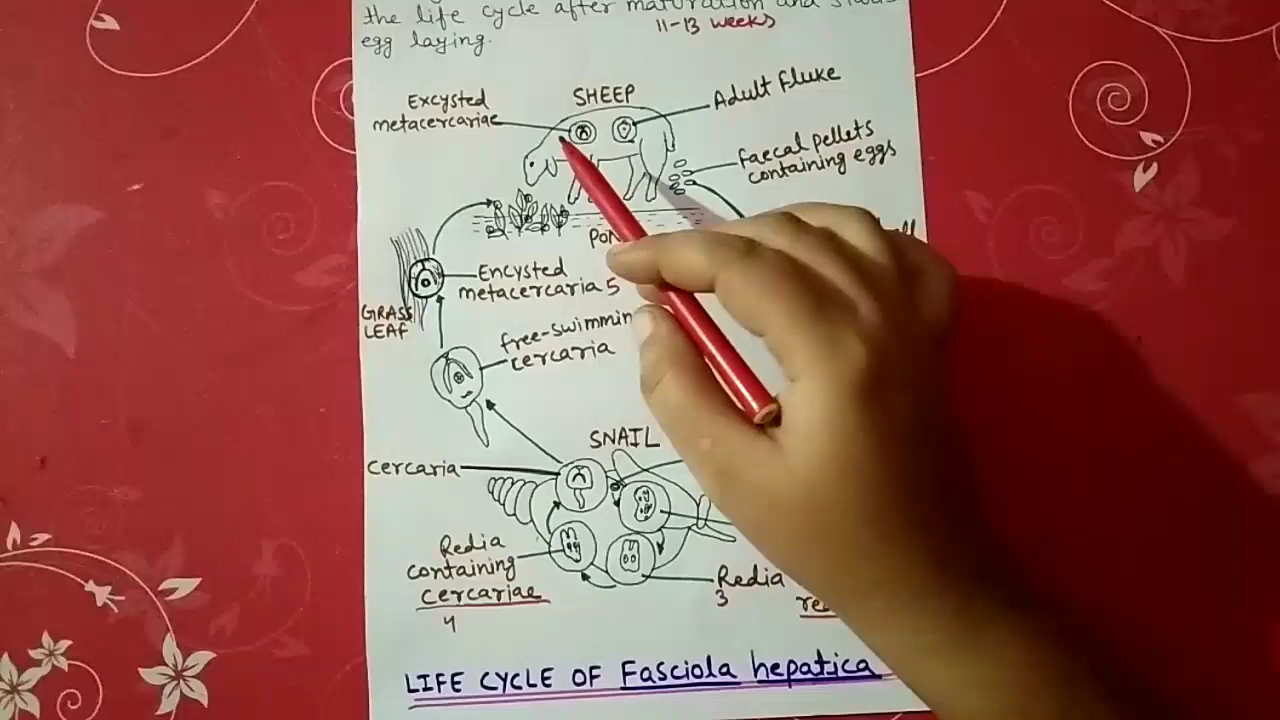 the life cycle after maturation and
11-13 weeks
egg laying.
Excysted
metacercariae
SHEEP
Adult fluke
faecal pellets
containing eggs
Encysted
metacercaria 5
GRASS
LEAF
free-swimmin
cercaria
SNAIL
cercaria
Redia
containing
cercariae
4
Redia
3
LIFE CYCLE OF Fasciola hepatica